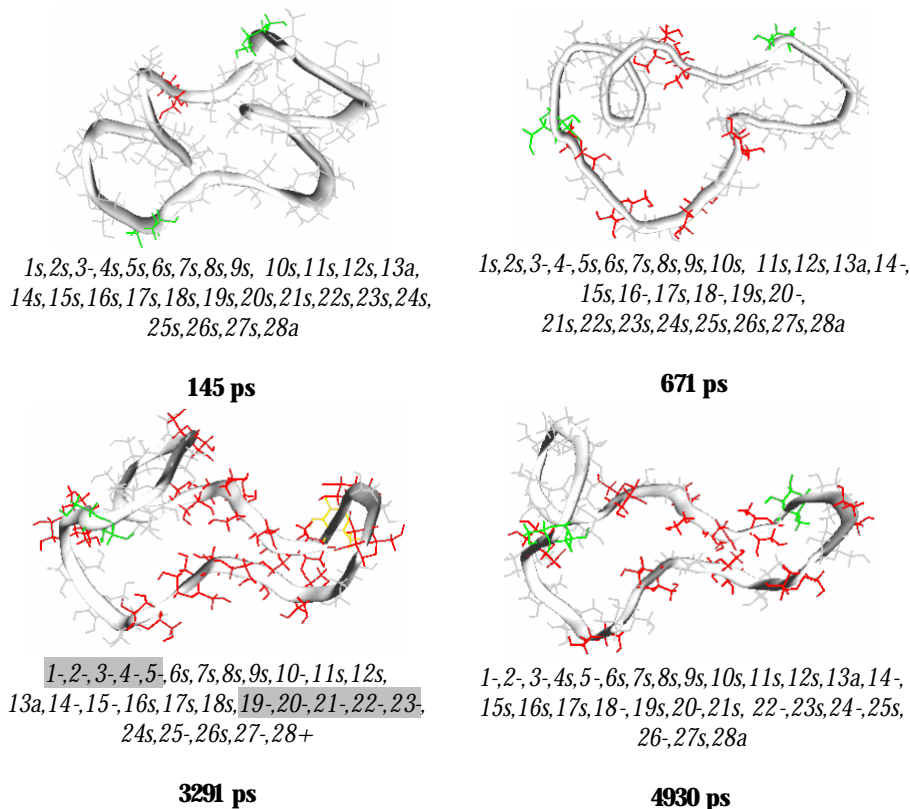 1s,2s,3-,4s,5s,6s,7s,8s,9s, 10s,11s,12s,13a,
14s,15s,16s,17s,18s,19s,20s,21s,22s,23s,24s,
25s,26s,27s,28a
145 ps
1s,2s,3-,4-,5s,6s,7s,8s,9s,10s, 11s,12s,13a,14-,
15s,16-,17s,18-,19s,20-,
21s,22s,23s,24s,25s,26s,27s,28a
671 ps
1-,2-,3-,4-,5-,6s,7s,8s,9s,10-,11s,12s,
13a,14-,15-,16s,17s,18s,19-,20-,21-,22-,23-,
24s,25-,26s,27-,28+
3291 ps
1-,2-,3-,4s,5-,6s,7s,8s,9s,10s,11s,12s,13a,14-,
15s,16s,17s,18-,19s,20-,21s, 22-,23s,24-,25s,
26-,27s,28a
4930 ps